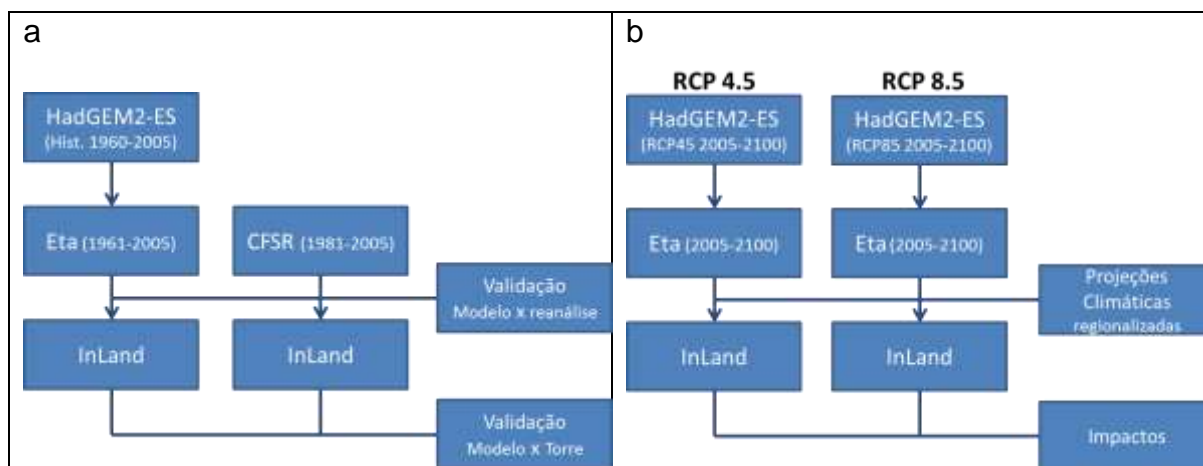 a
HadGEM2-ES
(Hist. 1960-2005)
Eta (1961-2005)
CFSR (1981-2005)
Validação
Modelo x reanálise
InLand
InLand
Validação
Modelo x Torre
b
RCP 4.5
RCP 8.5
HadGEM2-ES
(RCP45 2005-2100)
HadGEM2-ES
(RCP85 2005-2100)
Eta (2005-2100)
Eta (2005-2100)
Projeções
Climáticas
regionalizadas
InLand
InLand
Impactos